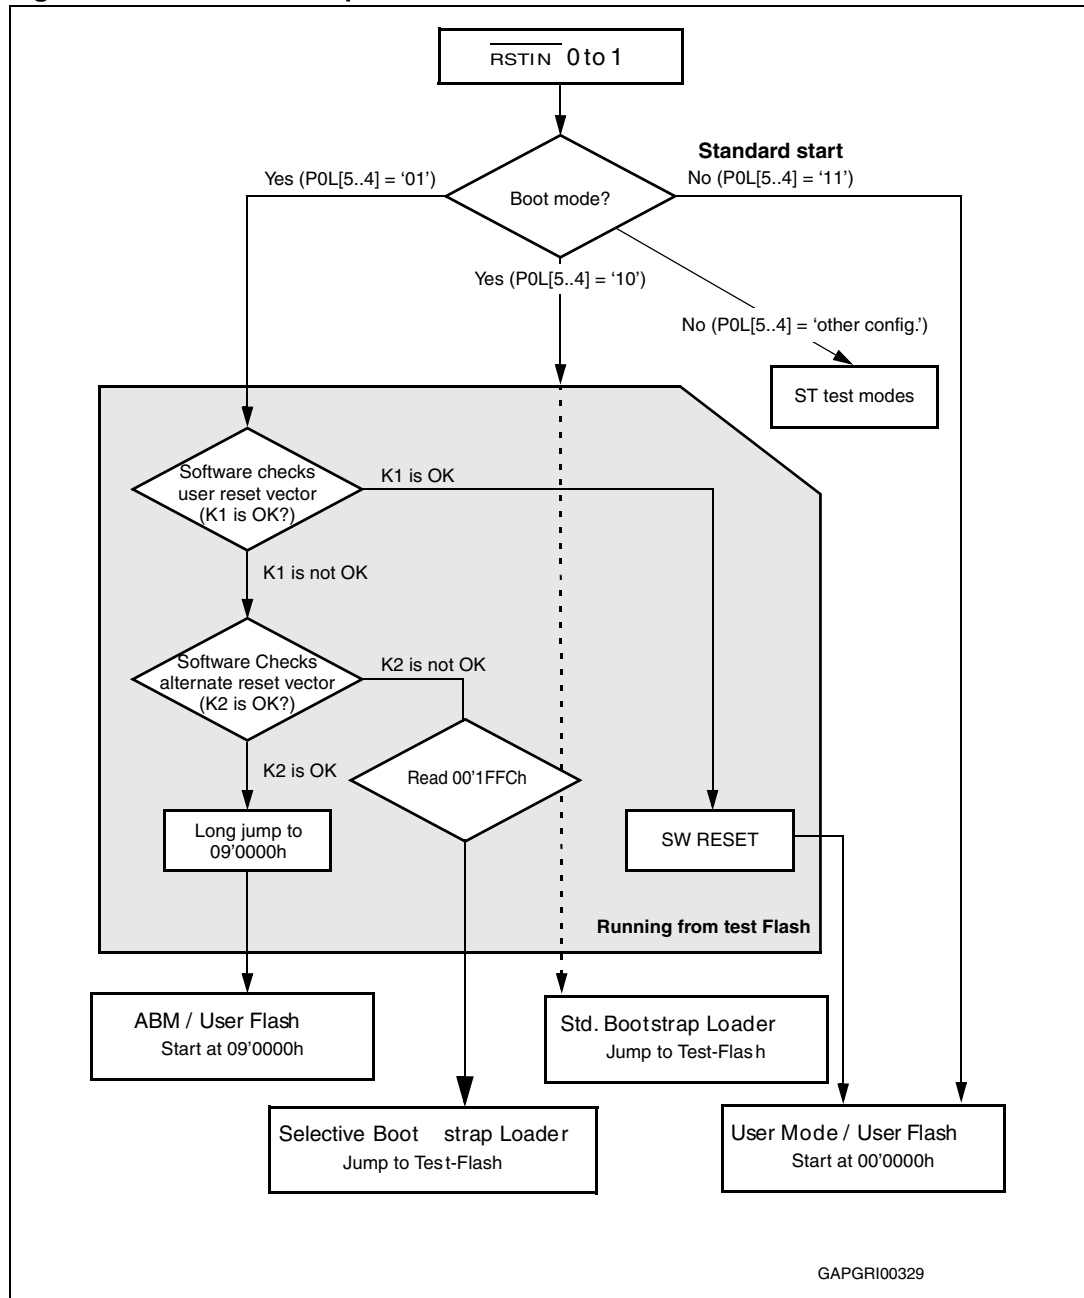 RSTIN 0 to 1
Standard start
Yes (P0L[5..4] = ‘01’)
No (P0L[5..4] = ‘11’)
Boot mode?
Yes (P0L[5..4] = ‘10’)
No (P0L[5..4] = ‘other config.’)
ST test modes
Software checks
user reset vector
(K1 is OK?)
K1 is OK
K1 is not OK
Software Checks
alternate reset vector
(K2 is OK?)
K2 is not OK
K2 is OK
Read 00’1FFCh
Long jump to
09’0000h
SW RESET
Running from test Flash
ABM / User Flash
Start at 09’0000h
Std. Bootstrap Loader
Jump to Test-Flash
Selective Boot strap Loader
Jump to Test-Flash
User Mode / User Flash
Start at 00’0000h
GAPGRI00329